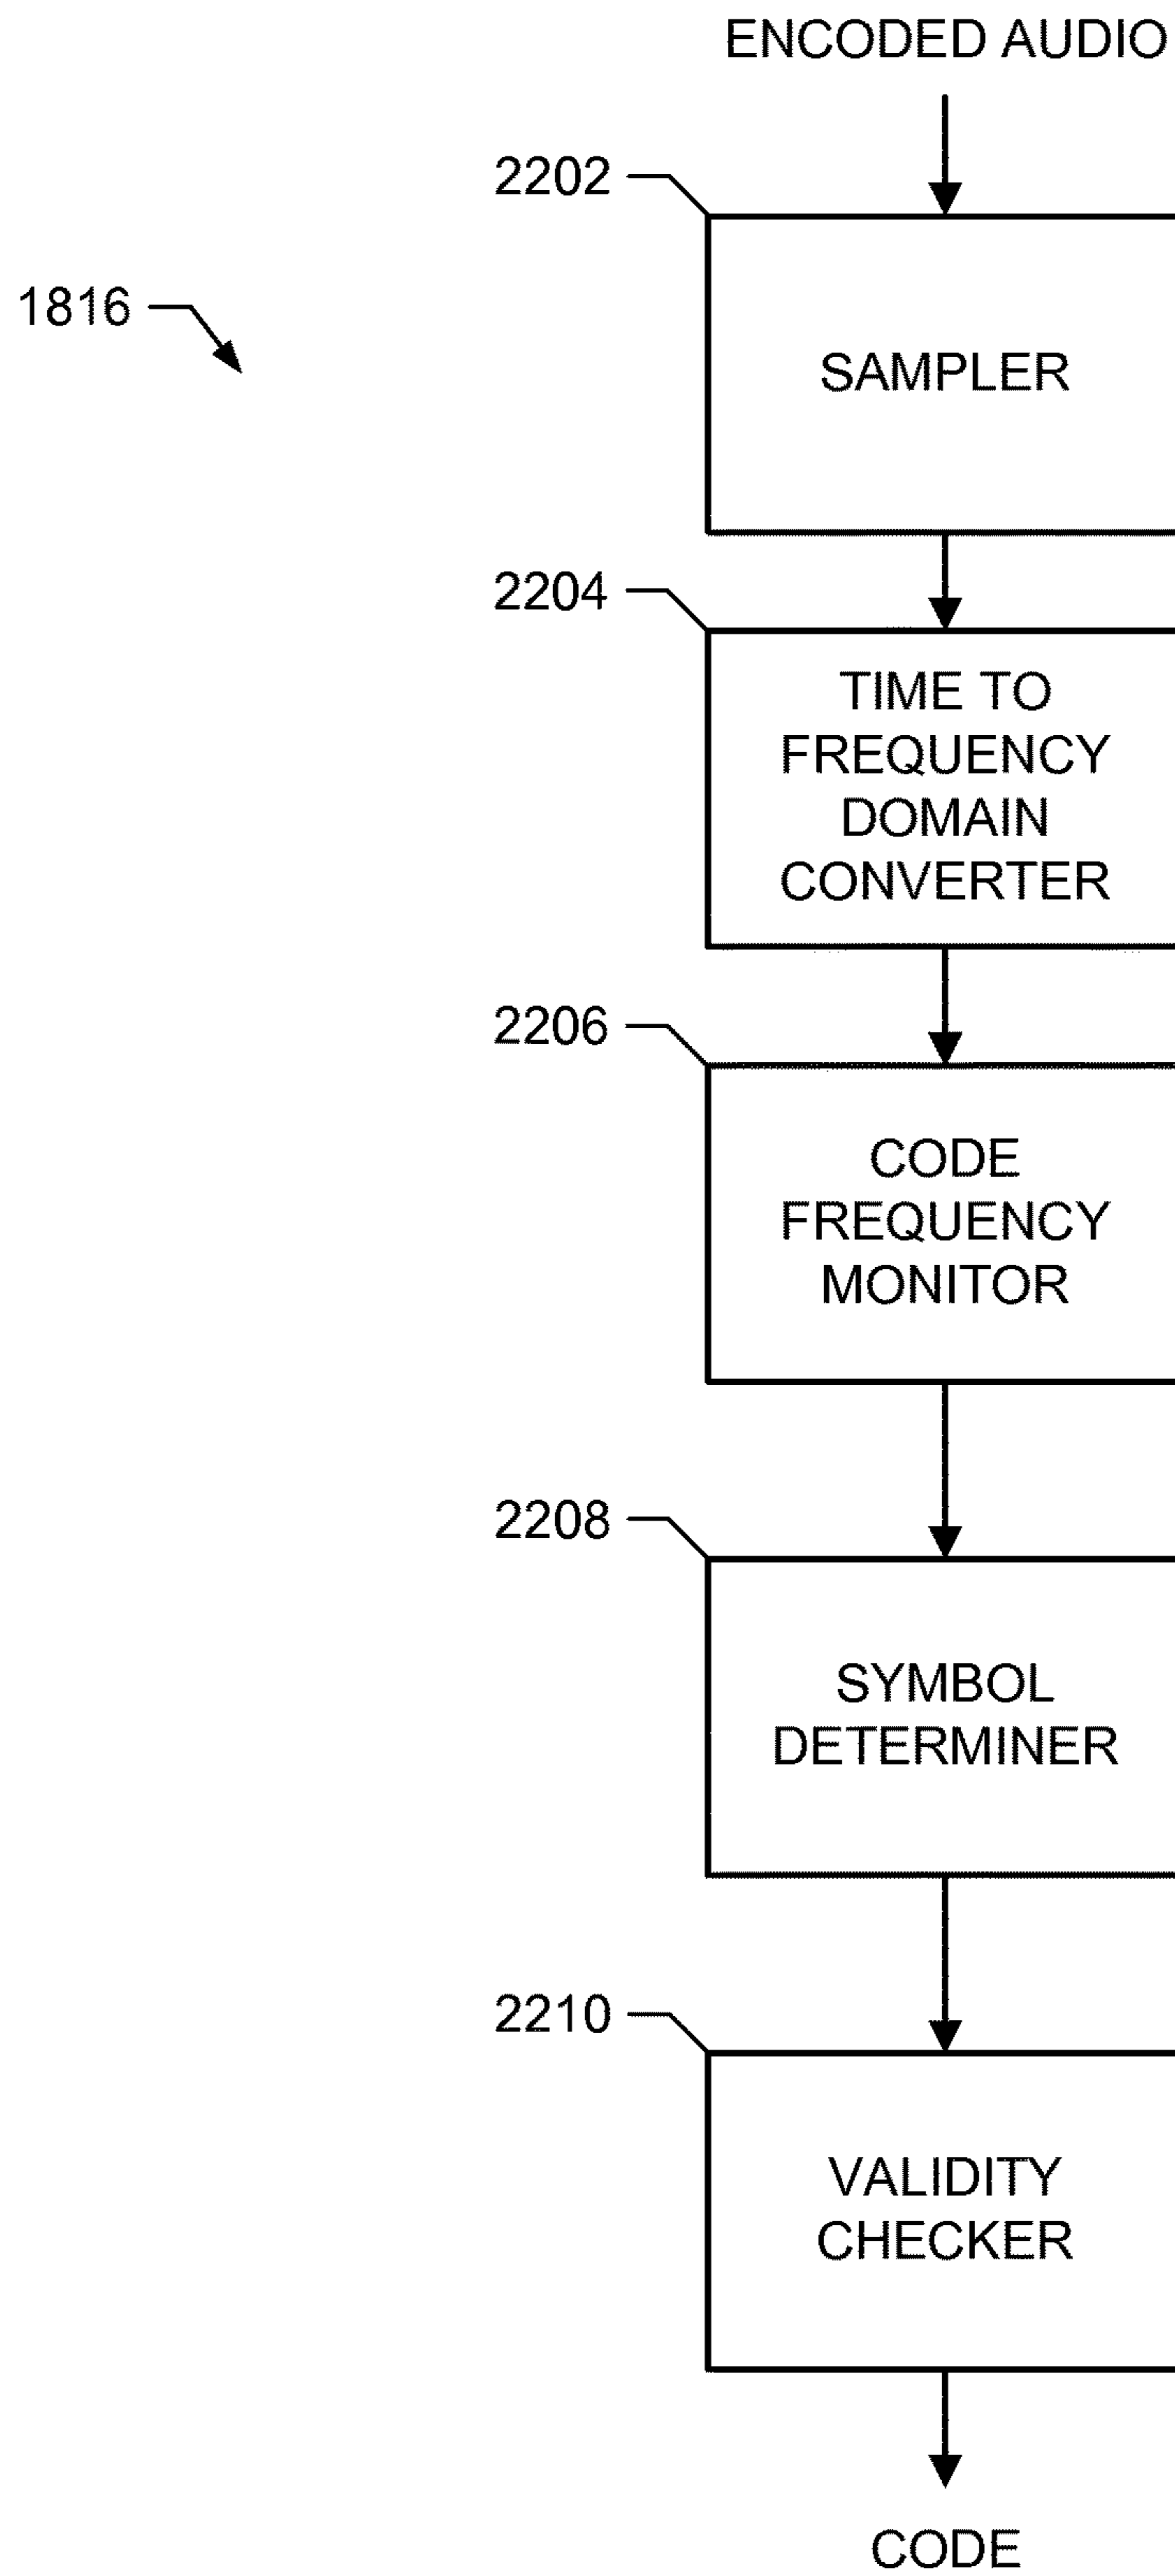 ENCODED AUDIO
2202
1816
SAMPLER
2204
TIME TO
FREQUENCY
DOMAIN
CONVERTER
2206
CODE
FREQUENCY
MONITOR
2208
SYMBOL
DETERMINER
2210
VALIDITY
CHECKER
CODE